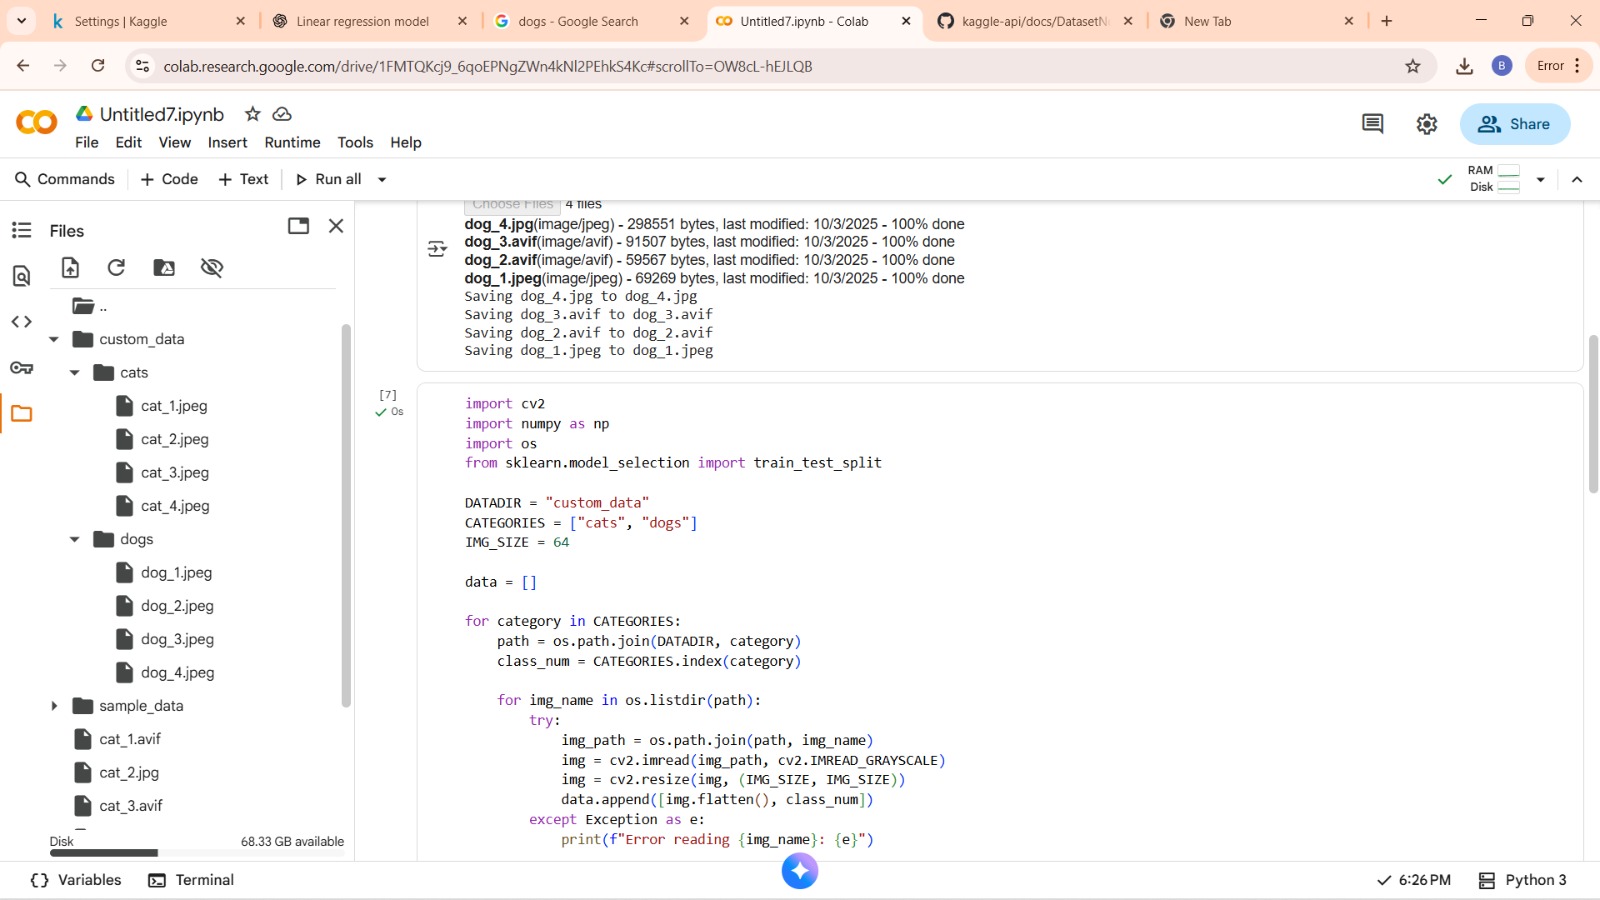 Settings | Kaggle
Linear regression model
dogs - Google Search
Untitled7.ipynb - Colab
kaggle-api/docs/DatasetN
New Tab
colab.research.google.com/drive/1FMTQKcj9_6qoEPNgZWn4kNl2PEhkS4Kc#scrollTo=OW8cL-hEJLQB
B
Error
Untitled7.ipynb
File Edit View Insert Runtime Tools Help
Share
Commands + Code + Text Run all
RAM
Disk
Files
..
custom_data
cats
cat_1.jpeg
cat_2.jpeg
cat_3.jpeg
cat_4.jpeg
dogs
dog_1.jpeg
dog_2.jpeg
dog_3.jpeg
dog_4.jpeg
sample_data
cat_1.avif
cat_2.jpg
cat_3.avif
Disk 68.33 GB available
Choose Files 4 files
dog_4.jpg(image/jpeg) - 298551 bytes, last modified: 10/3/2025 - 100% done
dog_3.avif(image/avif) - 91507 bytes, last modified: 10/3/2025 - 100% done
dog_2.avif(image/avif) - 59567 bytes, last modified: 10/3/2025 - 100% done
dog_1.jpeg(image/jpeg) - 69269 bytes, last modified: 10/3/2025 - 100% done
Saving dog_4.jpg to dog_4.jpg
Saving dog_3.avif to dog_3.avif
Saving dog_2.avif to dog_2.avif
Saving dog_1.jpeg to dog_1.jpeg
[7]
0s
import cv2
import numpy as np
import os
from sklearn.model_selection import train_test_split
DATADIR = "custom_data"
CATEGORIES = ["cats", "dogs"]
IMG_SIZE = 64
data = []
for category in CATEGORIES:
    path = os.path.join(DATADIR, category)
    class_num = CATEGORIES.index(category)
    for img_name in os.listdir(path):
        try:
            img_path = os.path.join(path, img_name)
            img = cv2.imread(img_path, cv2.IMREAD_GRAYSCALE)
            img = cv2.resize(img, (IMG_SIZE, IMG_SIZE))
            data.append([img.flatten(), class_num])
        except Exception as e:
            print(f"Error reading {img_name}: {e}")
{} Variables Terminal
6:26 PM Python 3